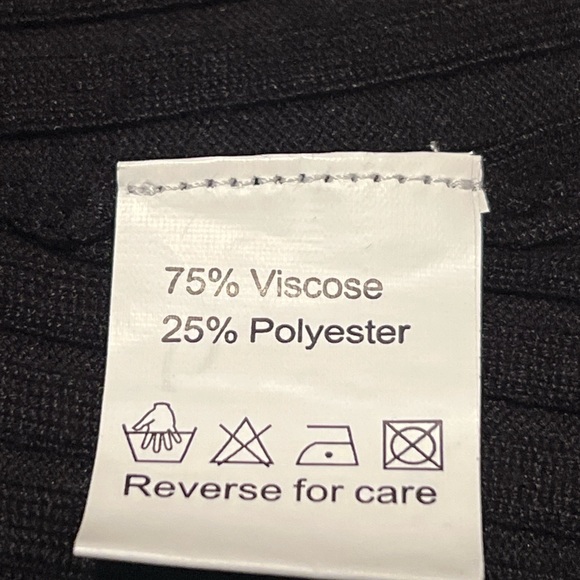 75% Viscose
25% Polyester
Reverse for care